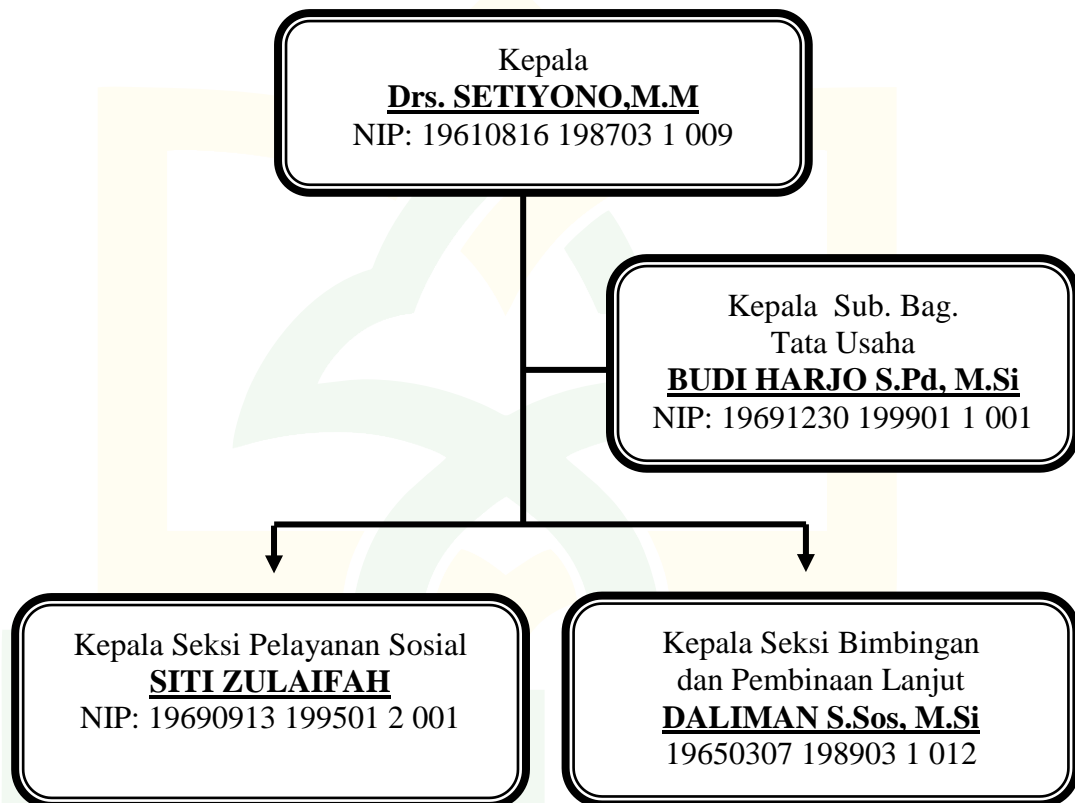 Kepala
Drs. SETIYONO,M.M
NIP: 19610816 198703 1 009
Kepala Sub. Bag.
Tata Usaha
BUDI HARJO S.Pd, M.Si
NIP: 19691230 199901 1 001
Kepala Seksi Pelayanan Sosial
SITI ZULAIFAH
NIP: 19690913 199501 2 001
Kepala Seksi Bimbingan
dan Pembinaan Lanjut
DALIMAN S.Sos, M.Si
19650307 198903 1 012